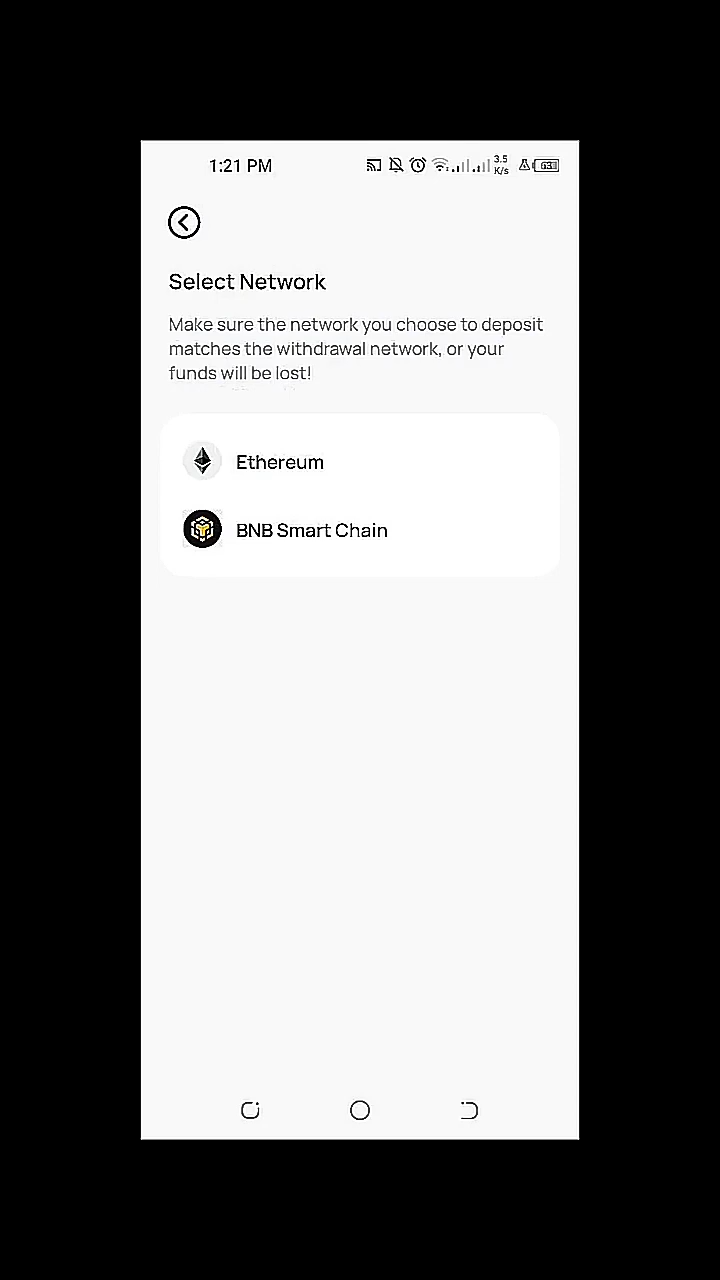 1:21 PM
3.5
K/s
63
Select Network
Make sure the network you choose to deposit
matches the withdrawal network, or your
funds will be lost!
Ethereum
BNB Smart Chain